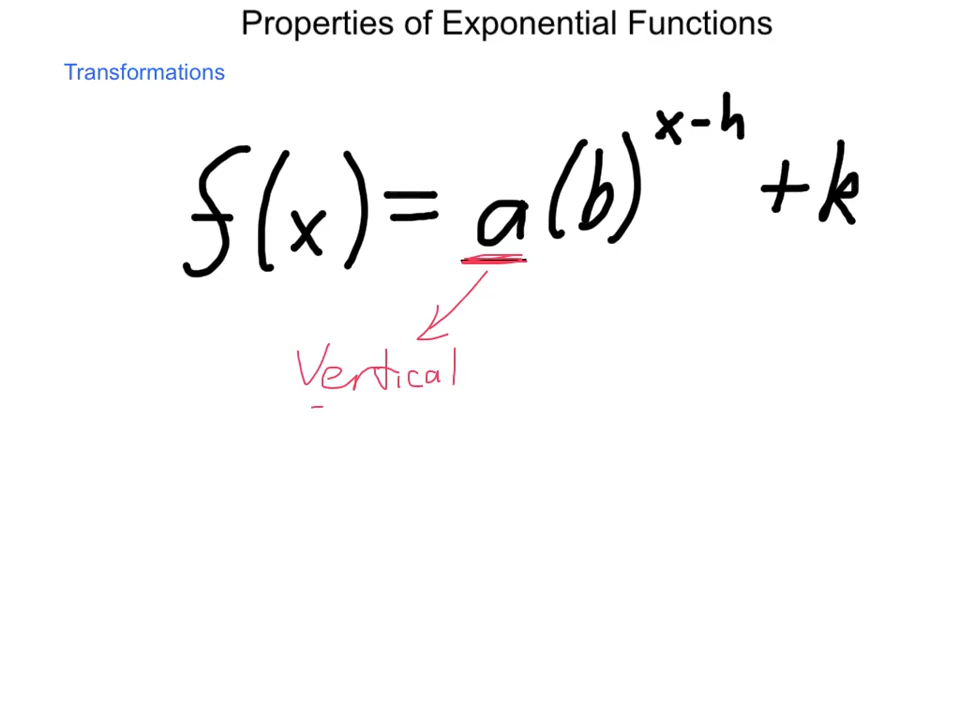 Properties of Exponential Functions
Transformations
f(x) = a(b)^{x-h} + k
Vertical